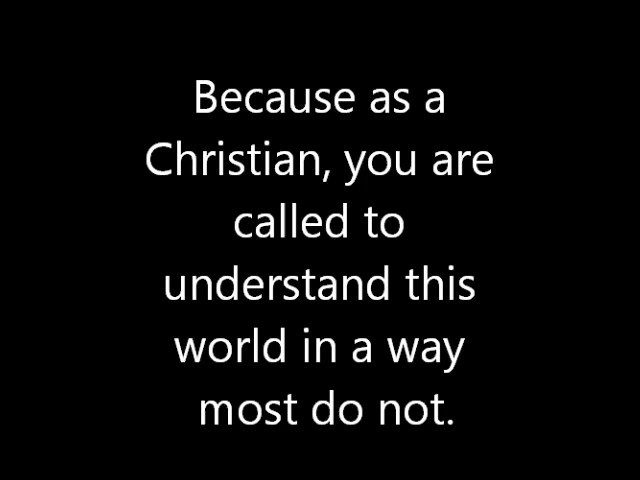 Because as a
Christian, you are
called to
understand this
world in a way
most do not.